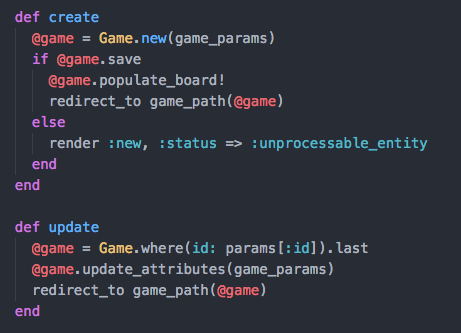 def create
  @game = Game.new(game_params)
  if @game.save
    @game.populate_board!
    redirect_to game_path(@game)
  else
    render :new, :status => :unprocessable_entity
  end
end

def update
  @game = Game.where(id: params[:id]).last
  @game.update_attributes(game_params)
  redirect_to game_path(@game)
end